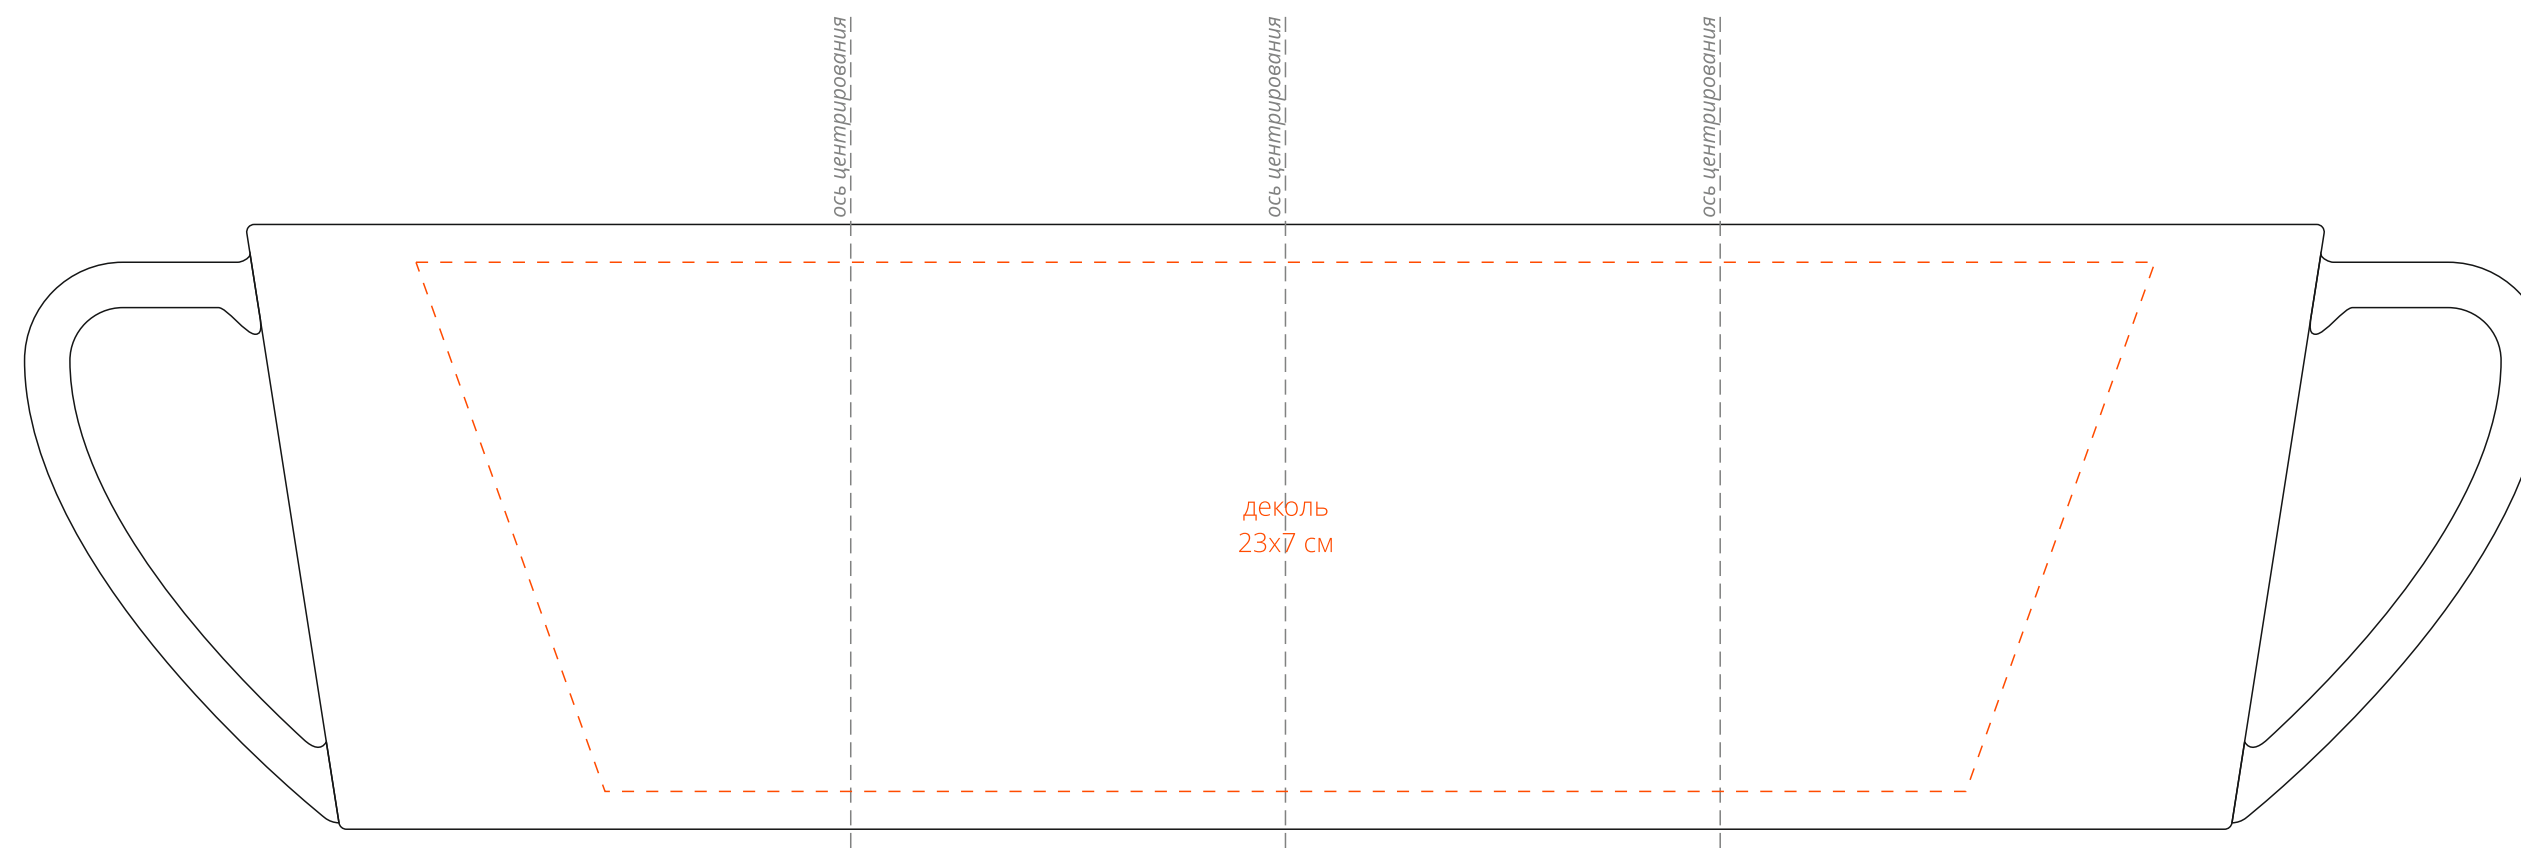 ось центрирования
ось центрирования
ось центрирования
деколь
23х7 см